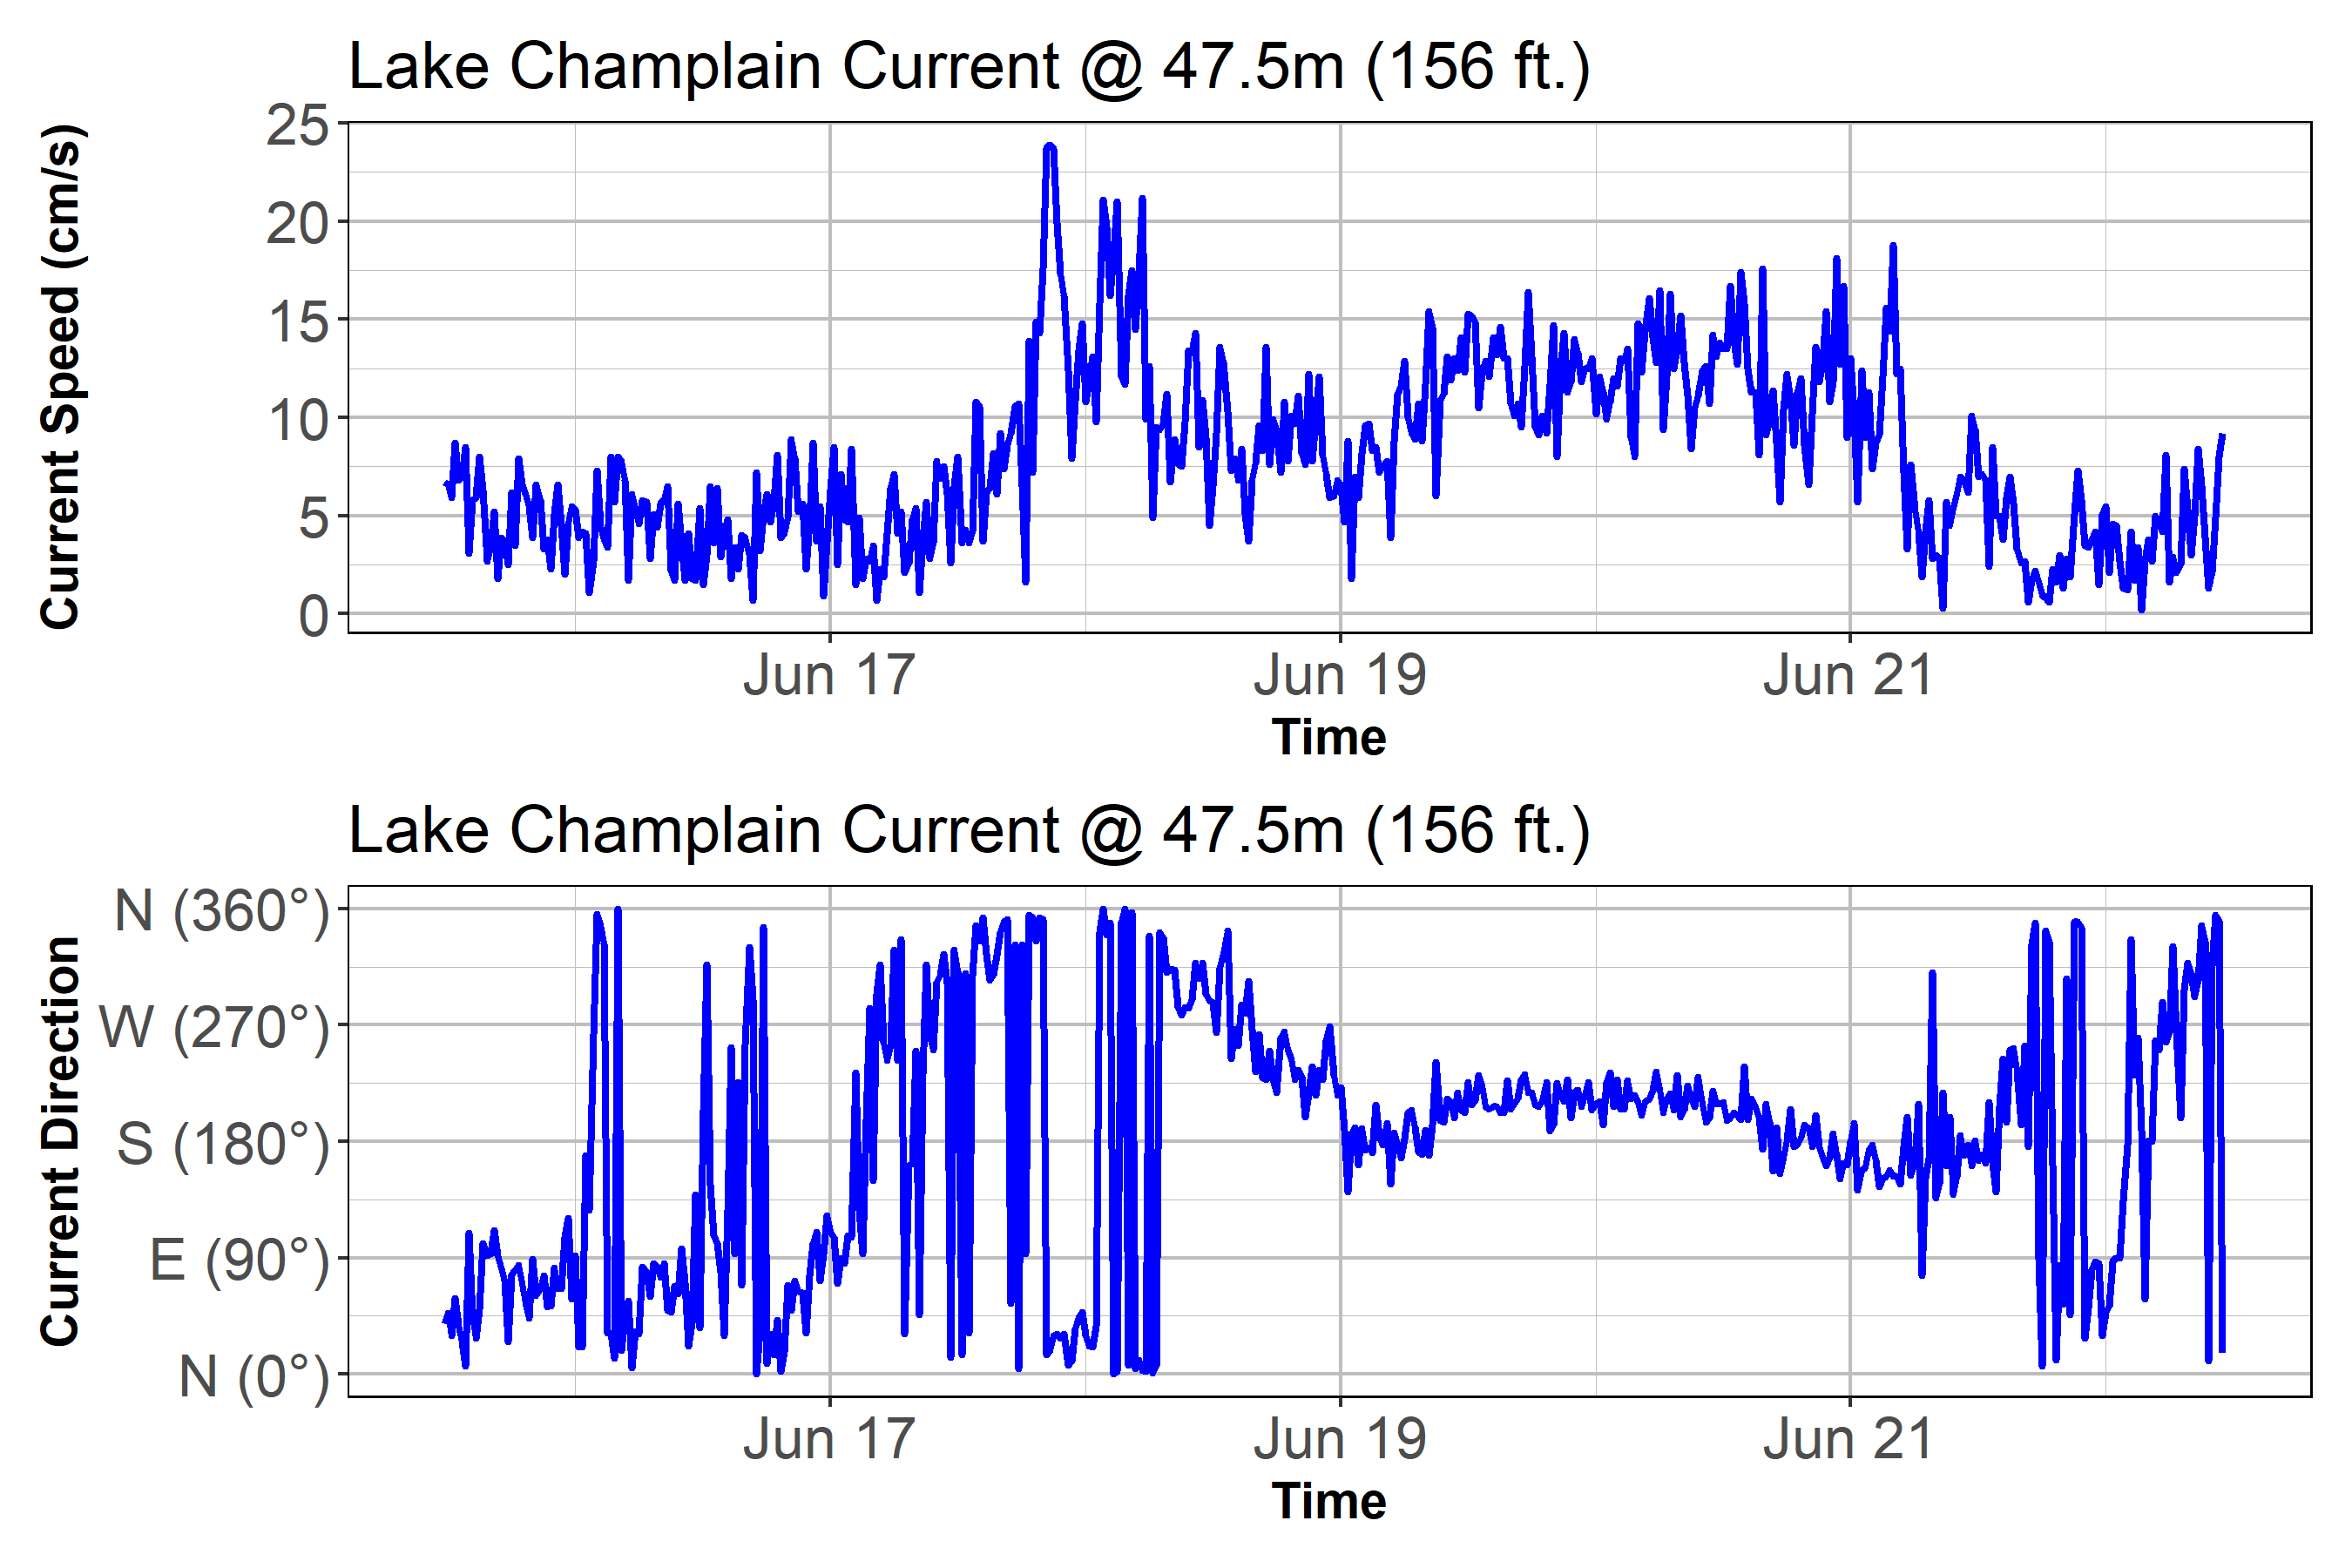 Lake Champlain Current @ 47.5m (156 ft.)
Current Speed (cm/s)
25
20
15
10
5
0
Jun 17 Jun 19 Jun 21
Time
Lake Champlain Current @ 47.5m (156 ft.)
Current Direction
N (360°)
W (270°)
S (180°)
E (90°)
N (0°)
Jun 17 Jun 19 Jun 21
Time